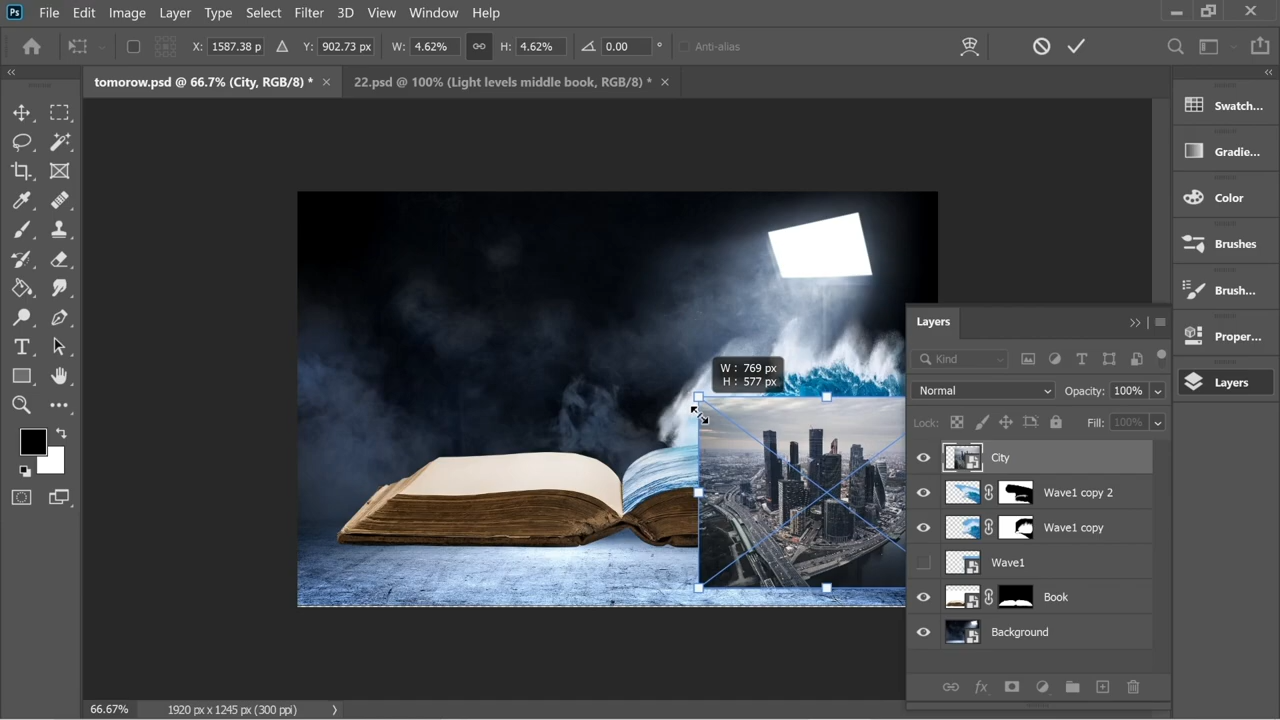 Ps File Edit Image Layer Type Select Filter 3D View Window Help
X: 1587.38 p Y: 902.73 px W: 4.62% H: 4.62% 0.00 ° Anti-alias
tomorow.psd @ 66.7% (City, RGB/8) * × 22.psd @ 100% (Light levels middle book, RGB/8) * ×
Swatch...
Gradie...
Color
Brushes
Brush...
Proper...
Layers
W : 769 px
H : 577 px
Layers
Kind
Normal Opacity: 100%
Lock: Fill: 100%
City
Wave1 copy 2
Wave1 copy
Wave1
Book
Background
fx
66.67% 1920 px x 1245 px (300 ppi)